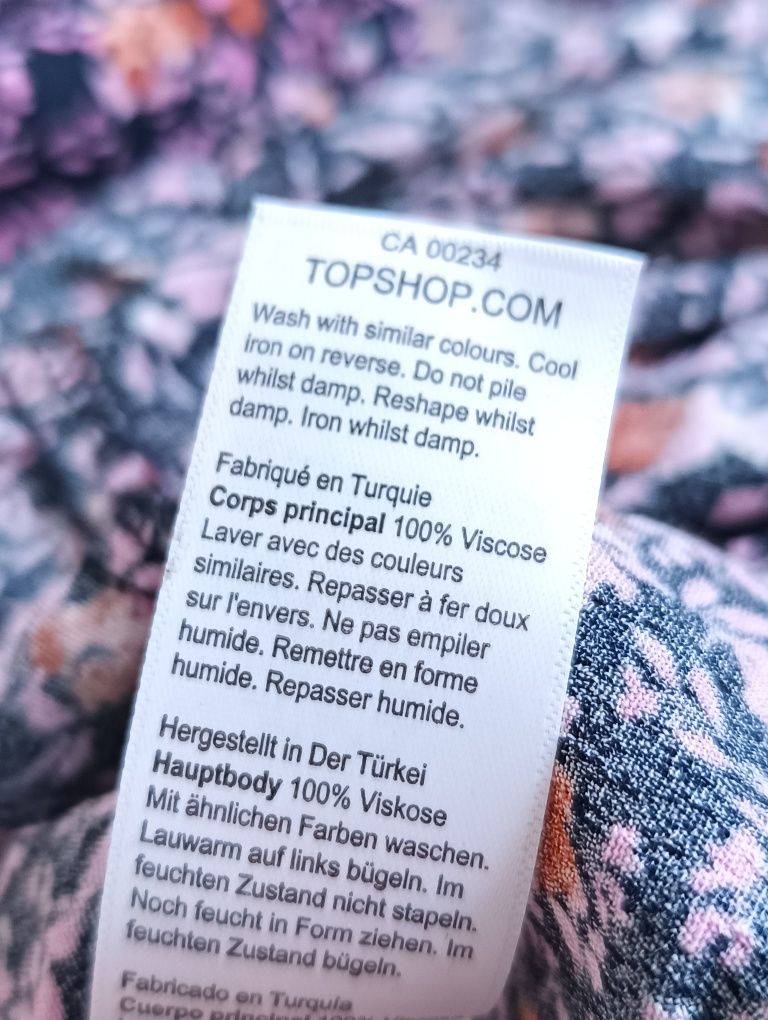 CA 00234
TOPSHOP.COM
Wash with similar colours. Cool
iron on reverse. Do not pile
whilst damp. Reshape whilst
damp. Iron whilst damp.
Fabriqué en Turquie
Corps principal 100% Viscose
Laver avec des couleurs
similaires. Repasser à fer doux
sur l'envers. Ne pas empiler
humide. Remettre en forme
humide. Repasser humide.
Hergestellt in Der Türkei
Hauptbody 100% Viskose
Mit ähnlichen Farben waschen.
Lauwarm auf links bügeln. Im
feuchten Zustand nicht stapeln.
Noch feucht in Form ziehen. Im
feuchten Zustand bügeln.
Fabricado en Turquía
Cuerpo principal 100%